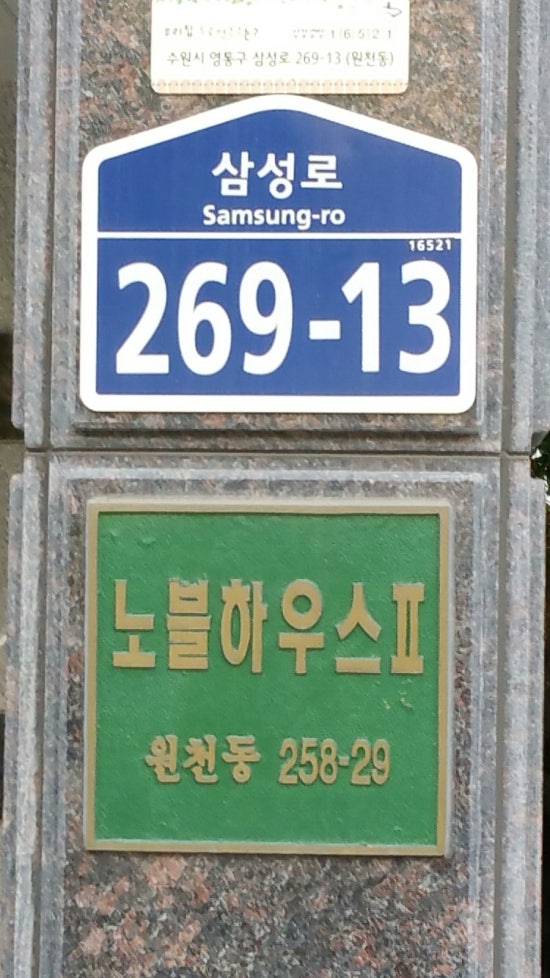 16521
수원시 영통구 삼성로 269-13 (원천동)
삼성로
Samsung-ro
16521
269-13
노블하우스Ⅱ
원천동 258-29